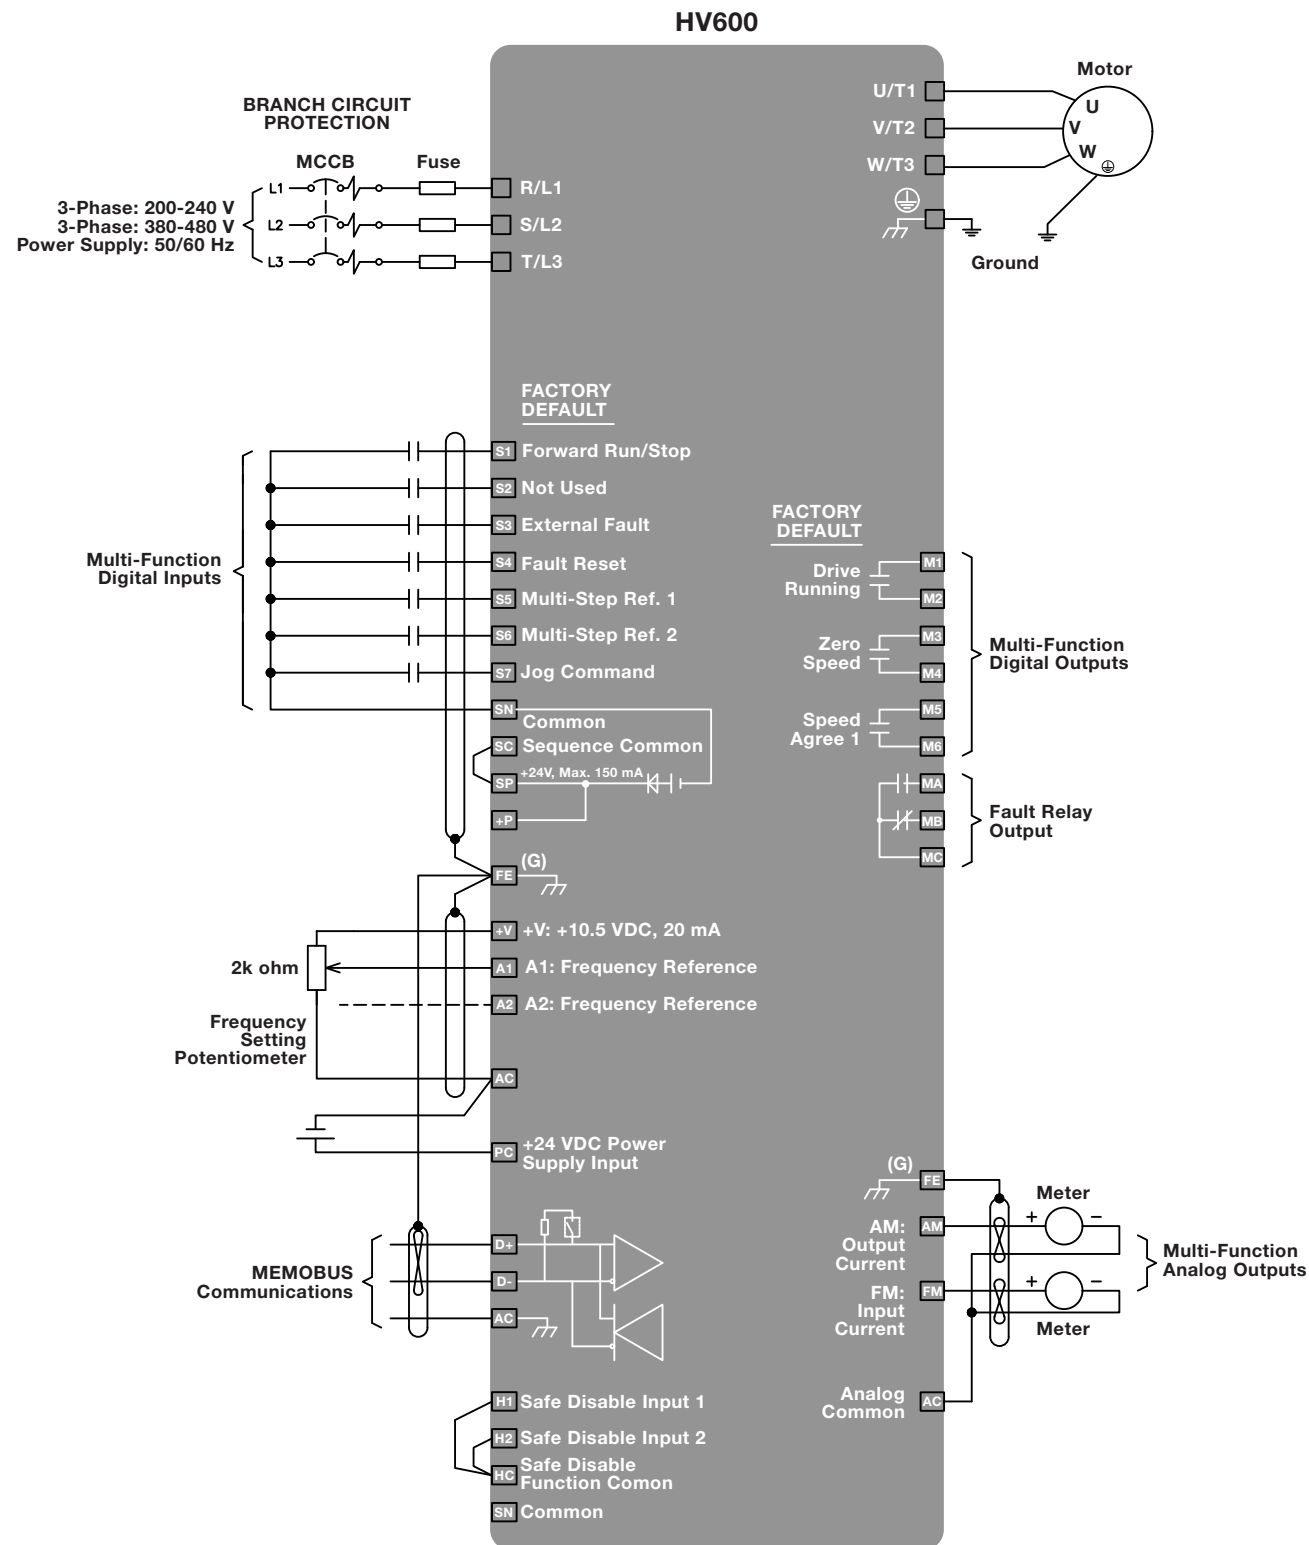 HV600
BRANCH CIRCUIT
PROTECTION
MCCB
Fuse
3-Phase: 200-240 V
3-Phase: 380-480 V
Power Supply: 50/60 Hz
L1
L2
L3
R/L1
S/L2
T/L3
U/T1
V/T2
W/T3
Motor
U
V
W
Ground
FACTORY
DEFAULT
Multi-Function
Digital Inputs
S1 Forward Run/Stop
S2 Not Used
S3 External Fault
S4 Fault Reset
S5 Multi-Step Ref. 1
S6 Multi-Step Ref. 2
S7 Jog Command
SN
Common
SC Sequence Common
SP +24V, Max. 150 mA
+P
FACTORY
DEFAULT
Drive
Running
M1
M2
Zero
Speed
M3
M4
Speed
Agree 1
M5
M6
Multi-Function
Digital Outputs
MA
MB
MC
Fault Relay
Output
FE (G)
+V +V: +10.5 VDC, 20 mA
2k ohm
A1 A1: Frequency Reference
A2 A2: Frequency Reference
Frequency
Setting
Potentiometer
AC
PC +24 VDC Power
Supply Input
MEMOBUS
Communications
D+
D-
AC
(G) FE
AM:
Output
Current
AM
FM:
Input
Current
FM
Meter
+ −
+ −
Meter
Multi-Function
Analog Outputs
Analog
Common
AC
H1 Safe Disable Input 1
H2 Safe Disable Input 2
HC Safe Disable
Function Comon
SN Common